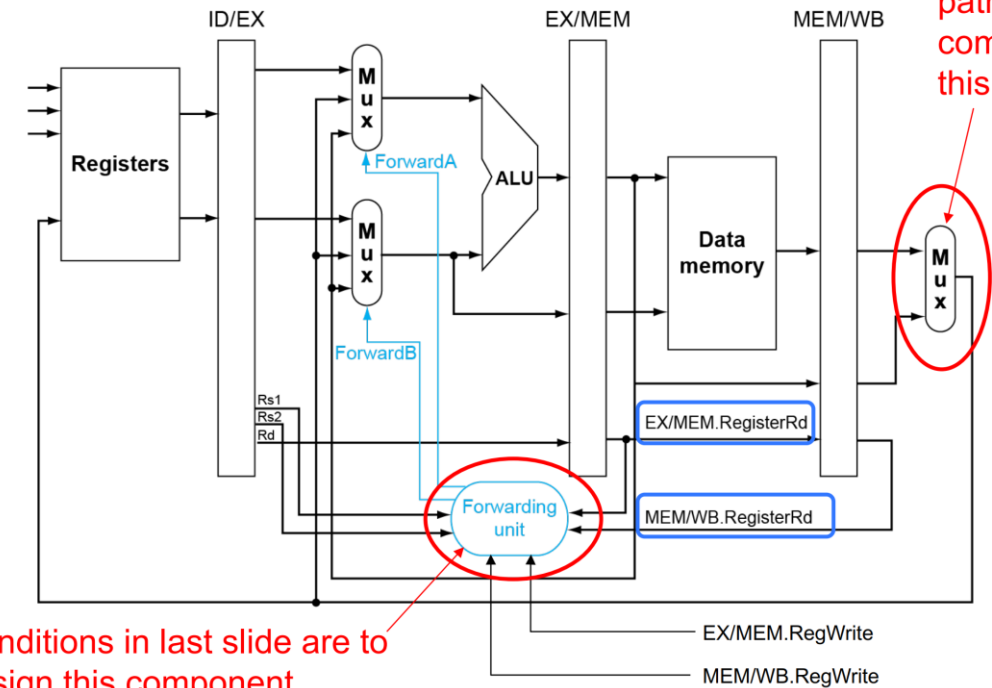 ID/EX
EX/MEM
MEM/WB
this
Registers
M
u
x
ForwardA
ALU
M
u
x
ForwardB
Data
memory
M
u
x
Rs1
Rs2
Rd
EX/MEM.RegisterRd
Forwarding
unit
MEM/WB.RegisterRd
EX/MEM.RegWrite
MEM/WB.RegWrite
nditions in last slide are to
sign this component